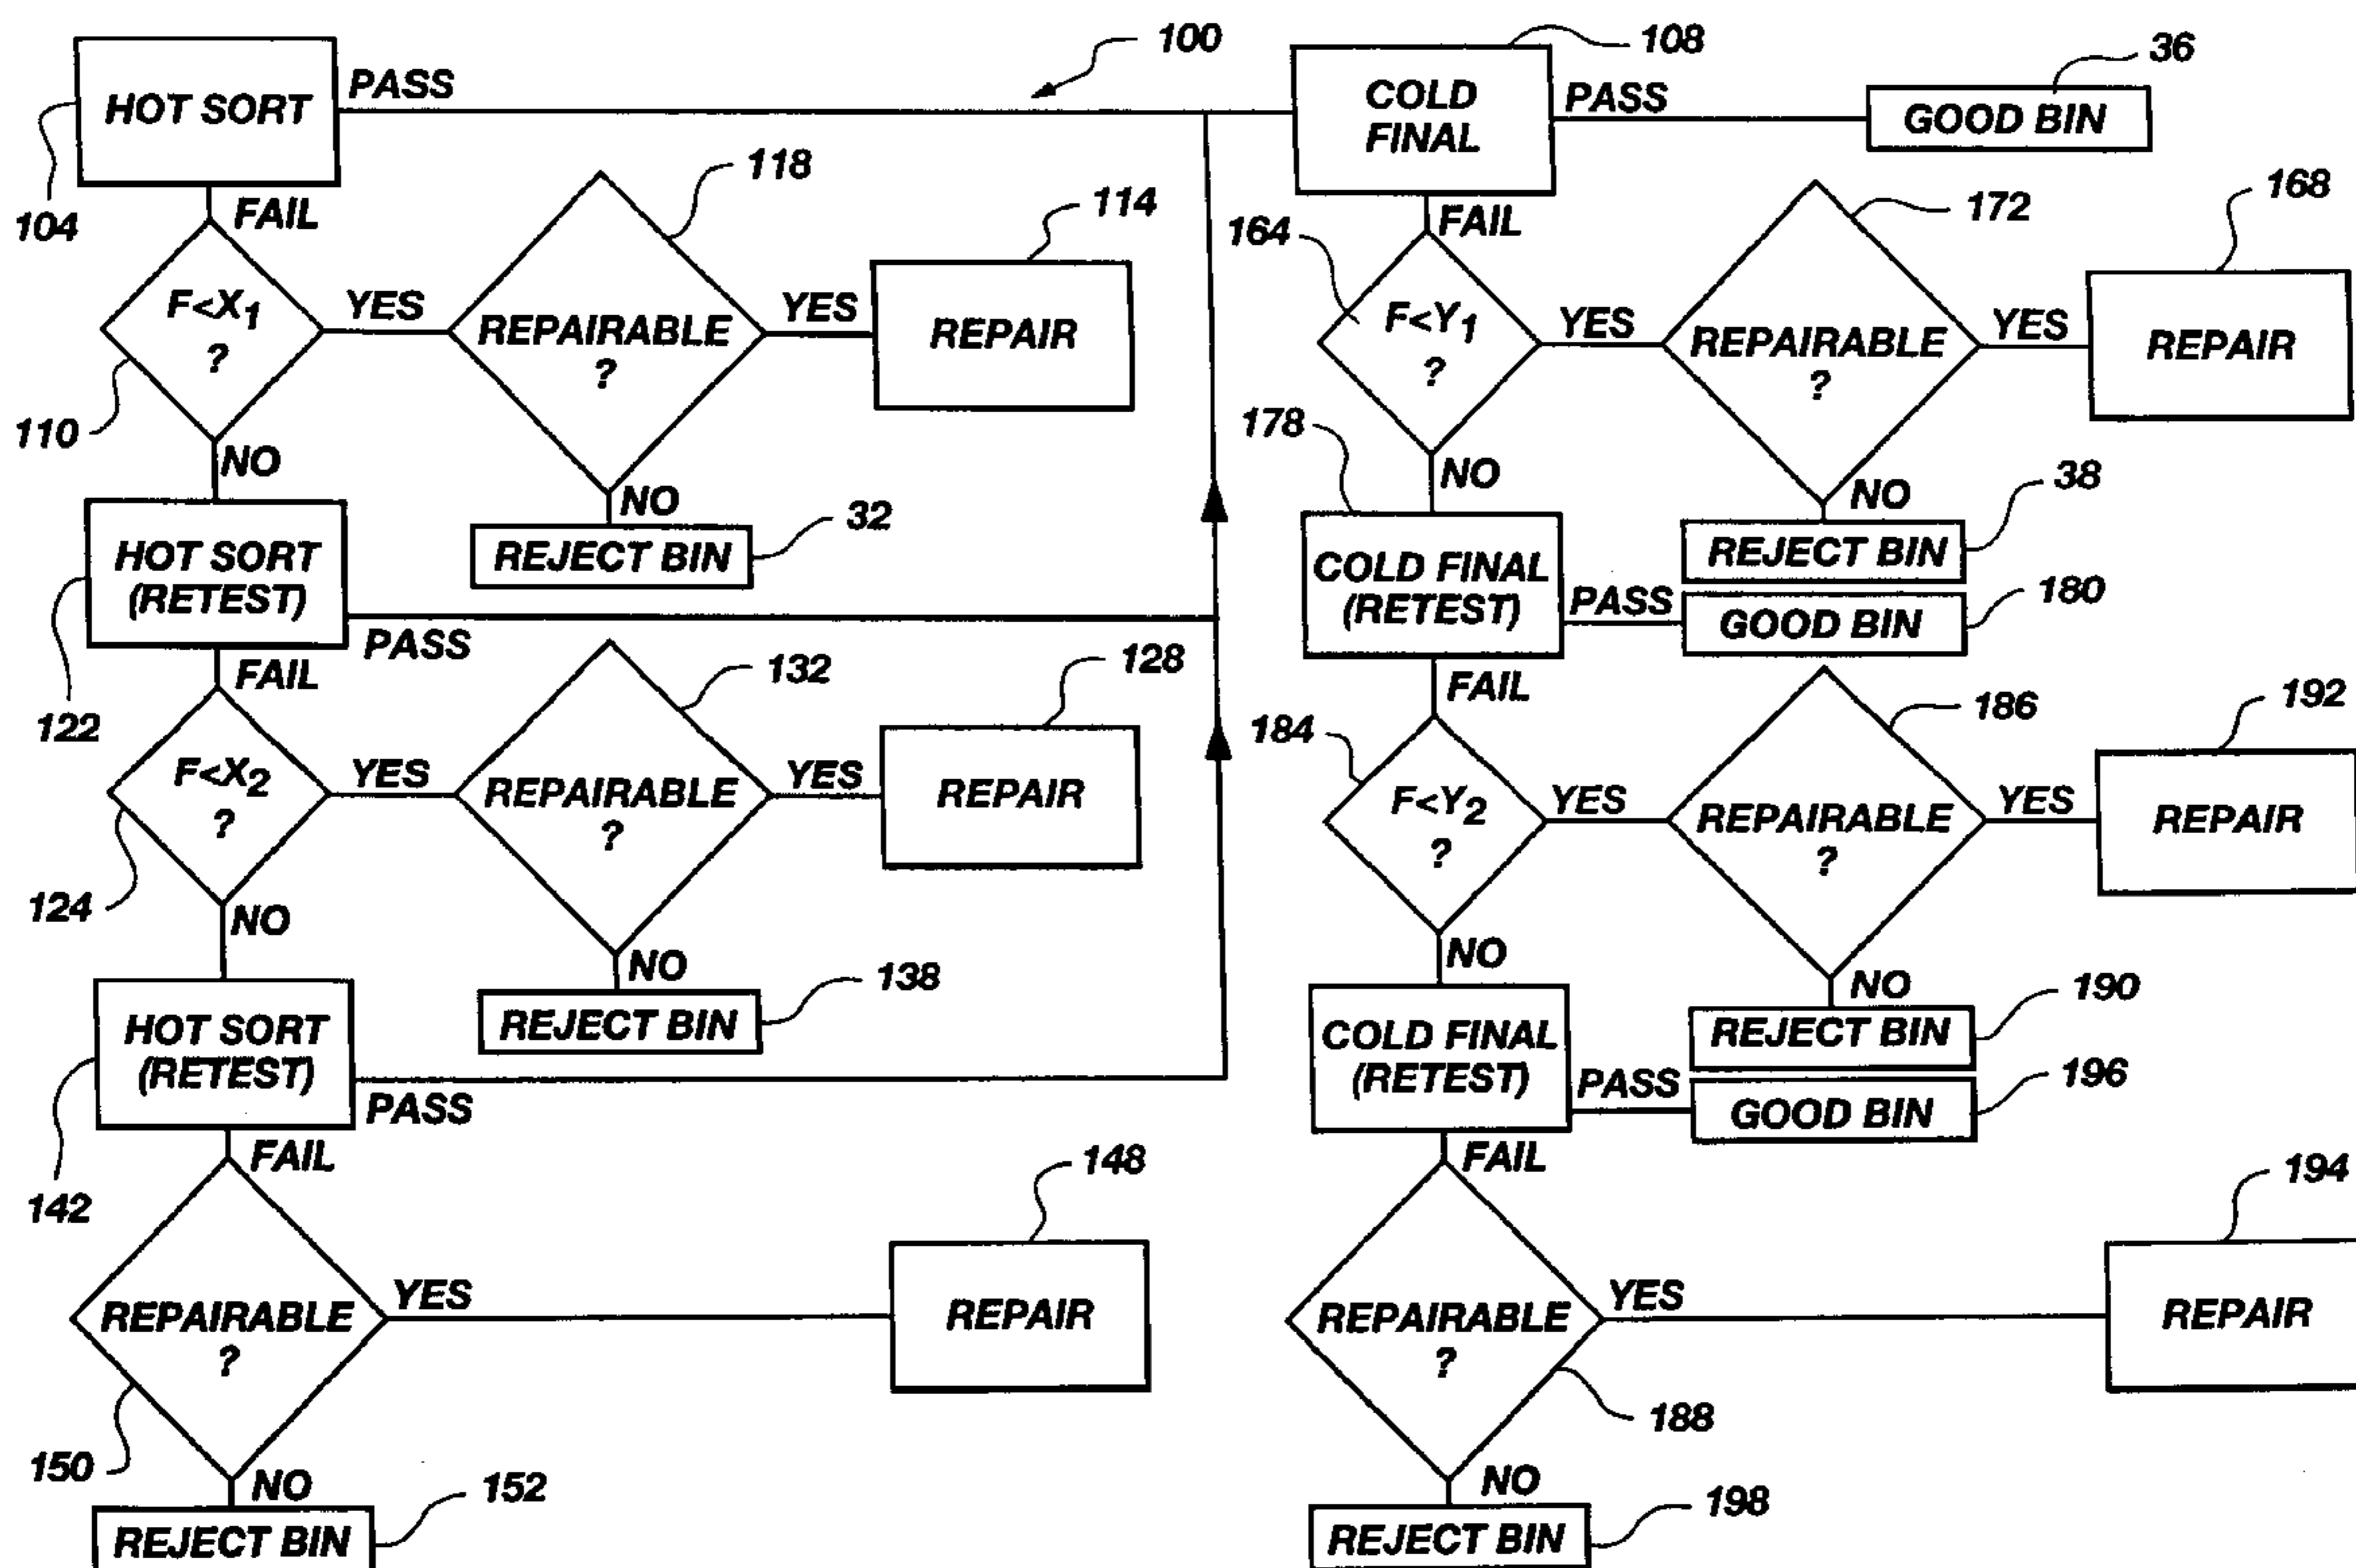 100
HOT SORT
PASS
104
FAIL
F<X1
?
110
YES
118
REPAIRABLE
?
YES
114
REPAIR
NO
REJECT BIN
32
NO
HOT SORT
(RETEST)
PASS
122
FAIL
F<X2
?
124
YES
132
REPAIRABLE
?
YES
128
REPAIR
NO
REJECT BIN
138
NO
HOT SORT
(RETEST)
PASS
142
FAIL
REPAIRABLE
?
150
YES
148
REPAIR
NO
REJECT BIN
152
COLD
FINAL
108
PASS
36
GOOD BIN
FAIL
164
F<Y1
?
YES
172
REPAIRABLE
?
YES
168
REPAIR
NO
REJECT BIN
38
NO
178
COLD FINAL
(RETEST)
PASS
GOOD BIN
180
FAIL
184
F<Y2
?
YES
186
REPAIRABLE
?
YES
192
REPAIR
NO
REJECT BIN
190
NO
COLD FINAL
(RETEST)
PASS
GOOD BIN
196
FAIL
REPAIRABLE
?
188
YES
194
REPAIR
NO
REJECT BIN
198